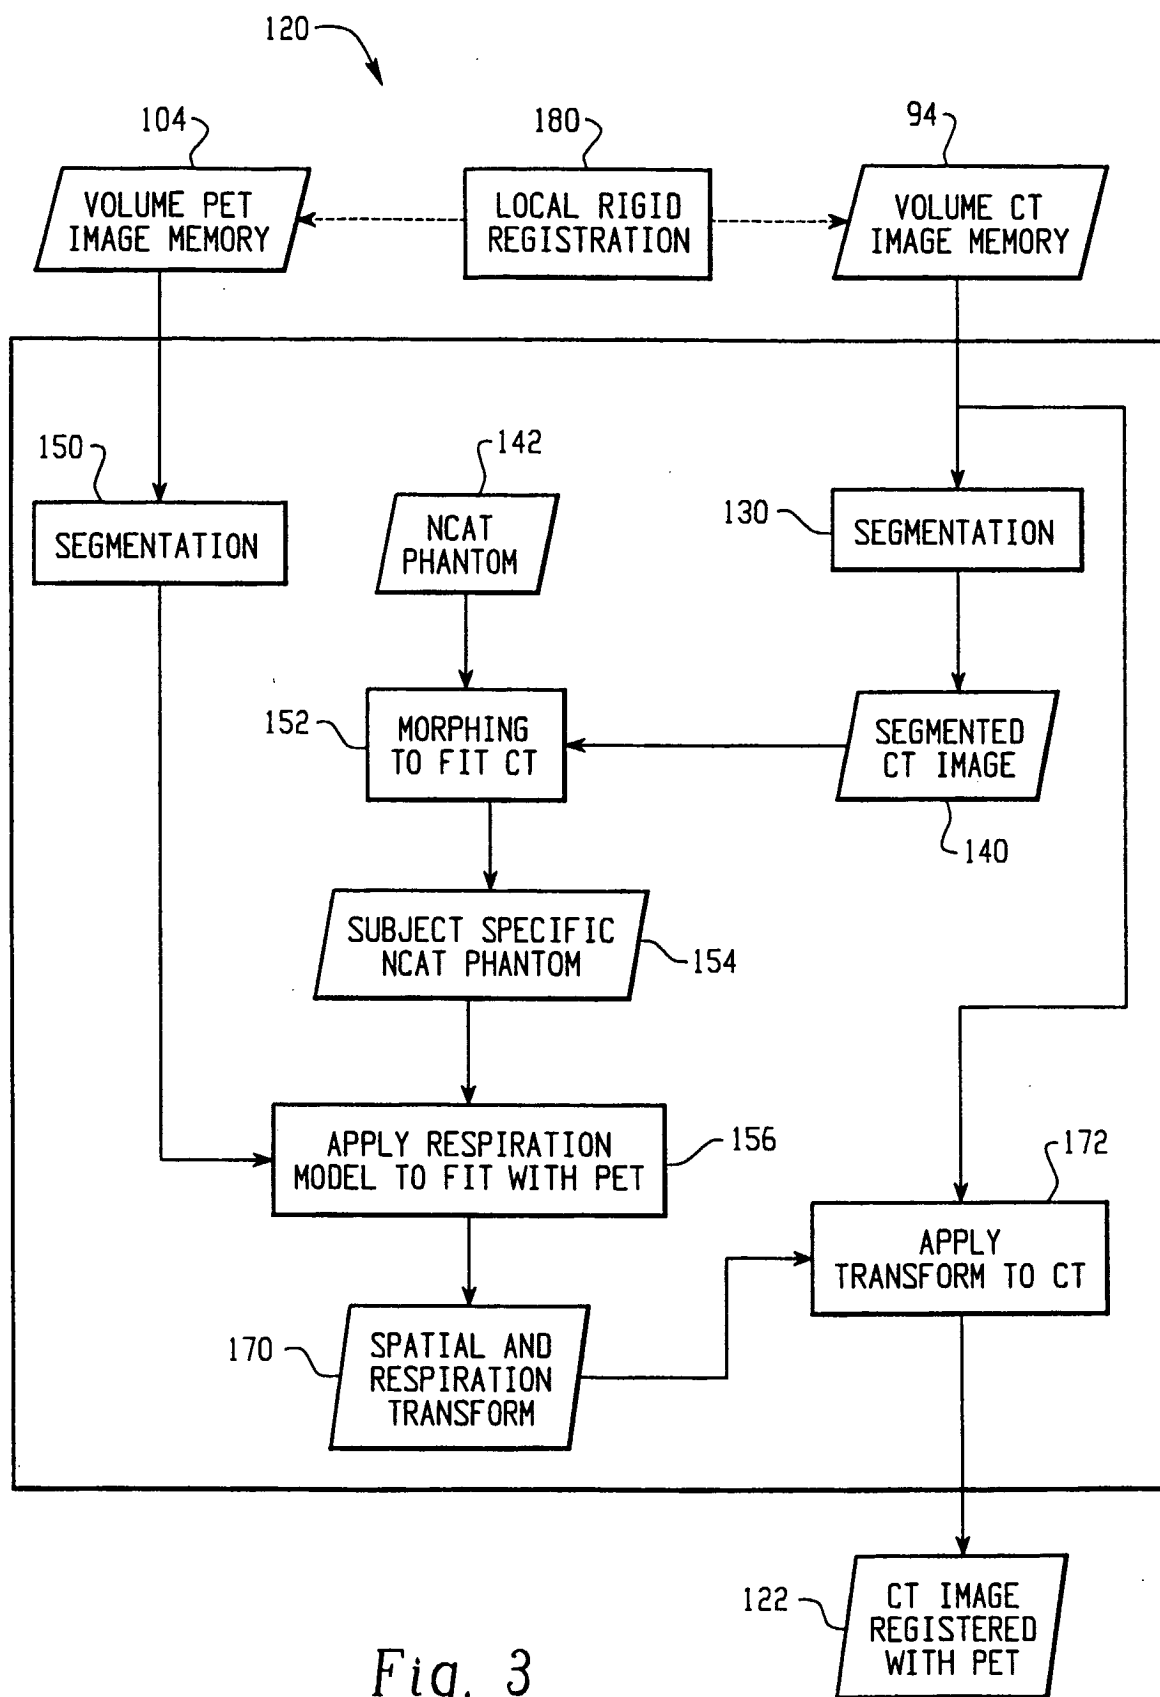 120
104
180
94
VOLUME PET
IMAGE MEMORY
LOCAL RIGID
REGISTRATION
VOLUME CT
IMAGE MEMORY
150
142
130
SEGMENTATION
NCAT
PHANTOM
SEGMENTATION
152
MORPHING
TO FIT CT
SEGMENTED
CT IMAGE
140
SUBJECT SPECIFIC
NCAT PHANTOM
154
APPLY RESPIRATION
MODEL TO FIT WITH PET
156
172
APPLY
TRANSFORM TO CT
170
SPATIAL AND
RESPIRATION
TRANSFORM
122
CT IMAGE
REGISTERED
WITH PET
Fig. 3